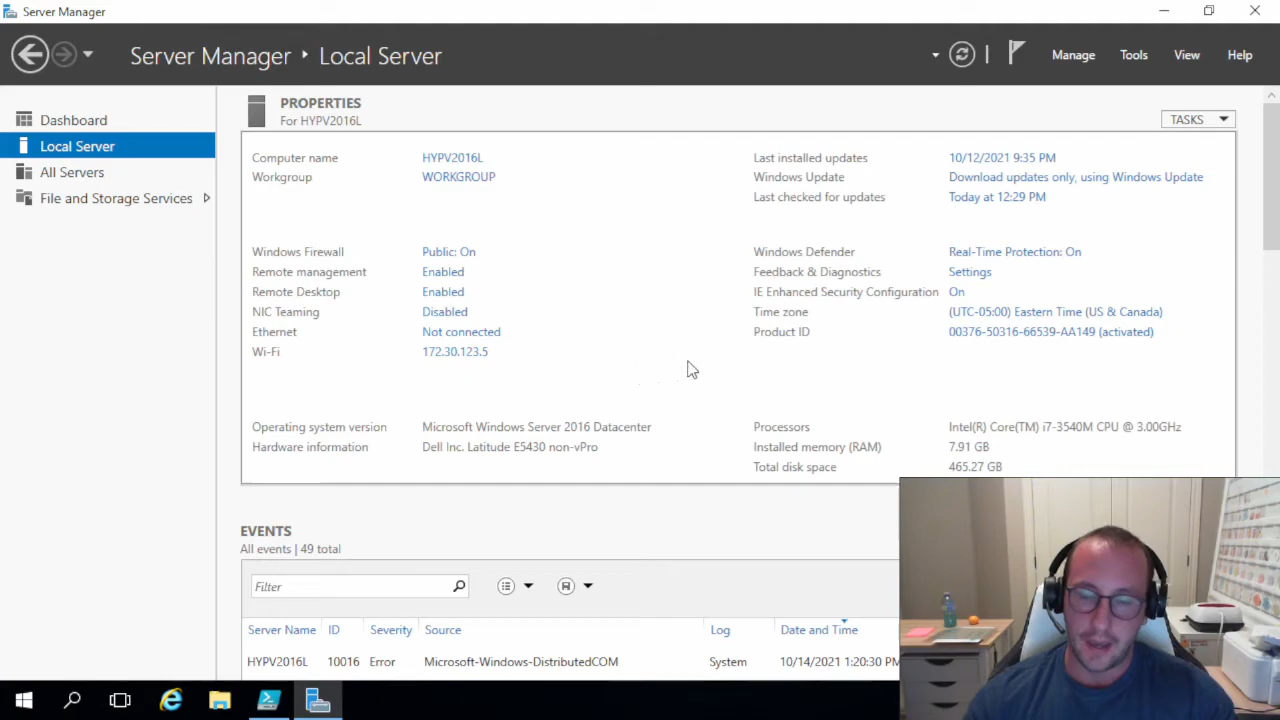 Server Manager
Server Manager ‣ Local Server
Manage Tools View Help
Dashboard
Local Server
All Servers
File and Storage Services
PROPERTIES
For HYPV2016L
TASKS
Computer name HYPV2016L Last installed updates 10/12/2021 9:35 PM
Workgroup WORKGROUP Windows Update Download updates only, using Windows Update
Last checked for updates Today at 12:29 PM
Windows Firewall Public: On Windows Defender Real-Time Protection: On
Remote management Enabled Feedback & Diagnostics Settings
Remote Desktop Enabled IE Enhanced Security Configuration On
NIC Teaming Disabled Time zone (UTC-05:00) Eastern Time (US & Canada)
Ethernet Not connected Product ID 00376-50316-66539-AA149 (activated)
Wi-Fi 172.30.123.5
Operating system version Microsoft Windows Server 2016 Datacenter Processors Intel(R) Core(TM) i7-3540M CPU @ 3.00GHz
Hardware information Dell Inc. Latitude E5430 non-vPro Installed memory (RAM) 7.91 GB
Total disk space 465.27 GB
EVENTS
All events | 49 total
Filter
Server Name ID Severity Source Log Date and Time
HYPV2016L 10016 Error Microsoft-Windows-DistributedCOM System 10/14/2021 1:20:30 PM